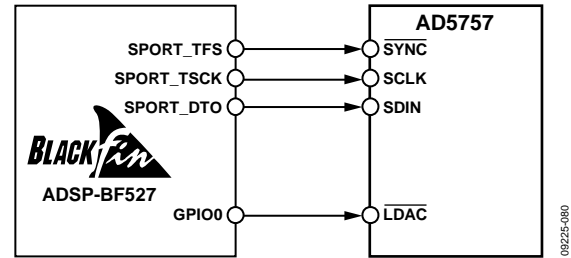 AD5757
SPORT_TFS
SYNC
SPORT_TSCK
SCLK
SPORT_DTO
SDIN
BLACKfin
ADSP-BF527
GPIO0
LDAC
09225-080